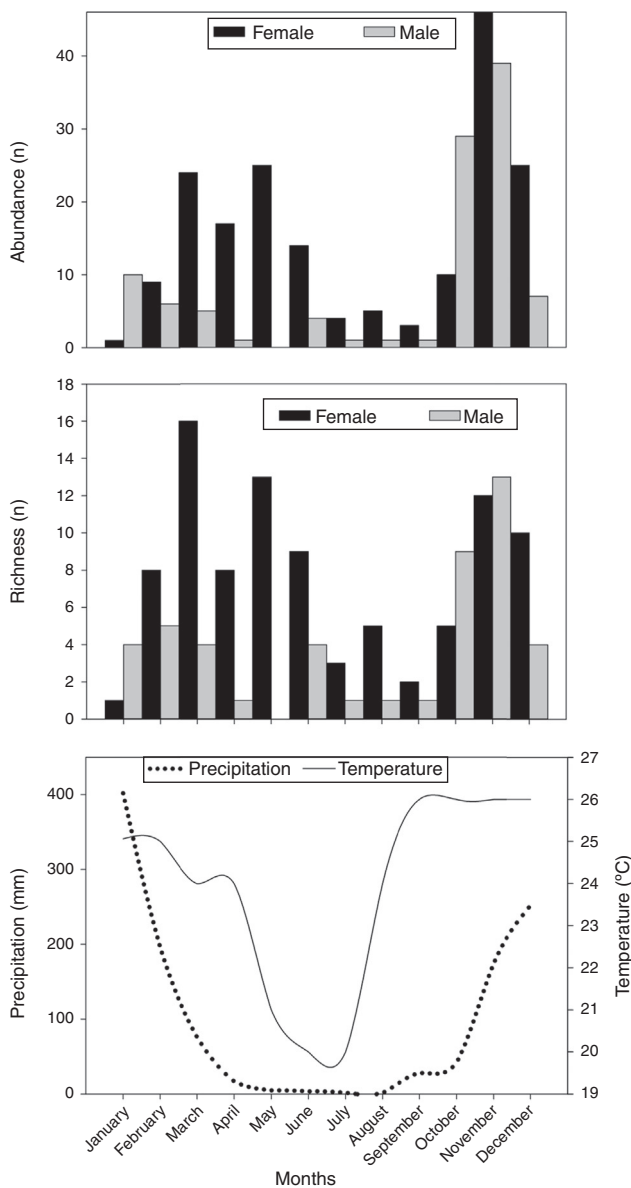 Female Male
40
30
20
10
0
Abundance (n)
18
16
14
12
10
8
6
4
2
0
Richness (n)
Female Male
Precipitation Temperature
400
300
200
100
0
Precipitation (mm)
27
26
25
24
23
22
21
20
19
Temperature (ºC)
January
February
March
April
May
June
July
August
September
October
November
December
Months